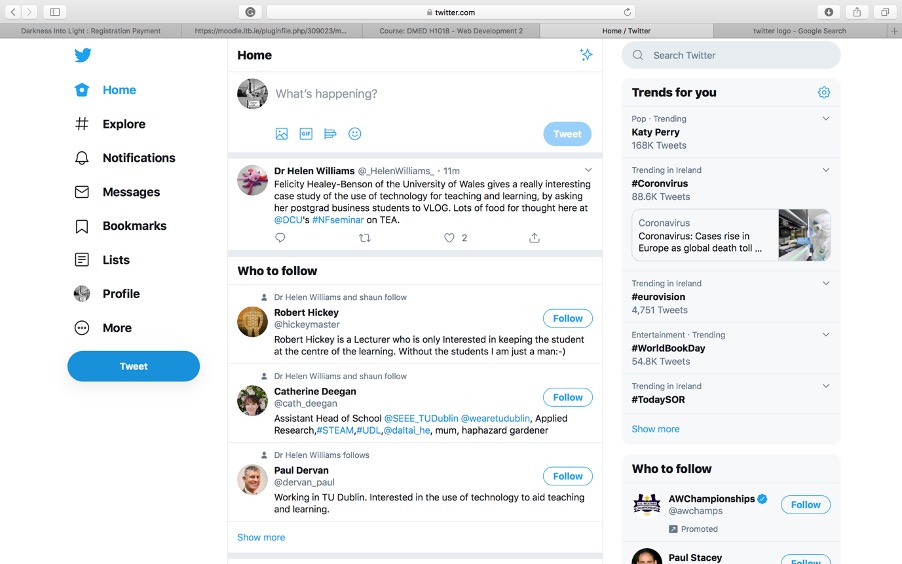 twitter.com
Darkness Into Light : Registration Payment
https://moodle.itb.ie/pluginfile.php/309023/m...
Course: DMED H1018 - Web Development 2
Home / Twitter
twitter logo - Google Search
Home
Explore
Notifications
Messages
Bookmarks
Lists
Profile
More
Tweet
Home
What's happening?
GIF
Tweet
Dr Helen Williams @_HelenWilliams_ · 11m
Felicity Healey-Benson of the University of Wales gives a really interesting
case study of the use of technology for teaching and learning, by asking
her postgrad business students to VLOG. Lots of food for thought here at
@DCU's #NFseminar on TEA.
2
Who to follow
Dr Helen Williams and shaun follow
Robert Hickey
@hickeymaster
Follow
Robert Hickey is a Lecturer who is only Interested in keeping the student
at the centre of the learning. Without the students I am just a man:-)
Dr Helen Williams and shaun follow
Catherine Deegan
@cath_deegan
Follow
Assistant Head of School @SEEE_TUDublin @wearetudublin, Applied
Research,#STEAM,#UDL,@daltai_he, mum, haphazard gardener
Dr Helen Williams follows
Paul Dervan
@dervan_paul
Follow
Working in TU Dublin. Interested in the use of technology to aid teaching
and learning.
Show more
Search Twitter
Trends for you
Pop · Trending
Katy Perry
168K Tweets
Trending in Ireland
#Coronvirus
88.6K Tweets
Coronavirus
Coronavirus: Cases rise in
Europe as global death toll ...
Trending in Ireland
#eurovision
4,751 Tweets
Entertainment · Trending
#WorldBookDay
54.8K Tweets
Trending in Ireland
#TodaySOR
Show more
Who to follow
AWChampionships
@awchamps
Follow
Promoted
Paul Stacey
Follow